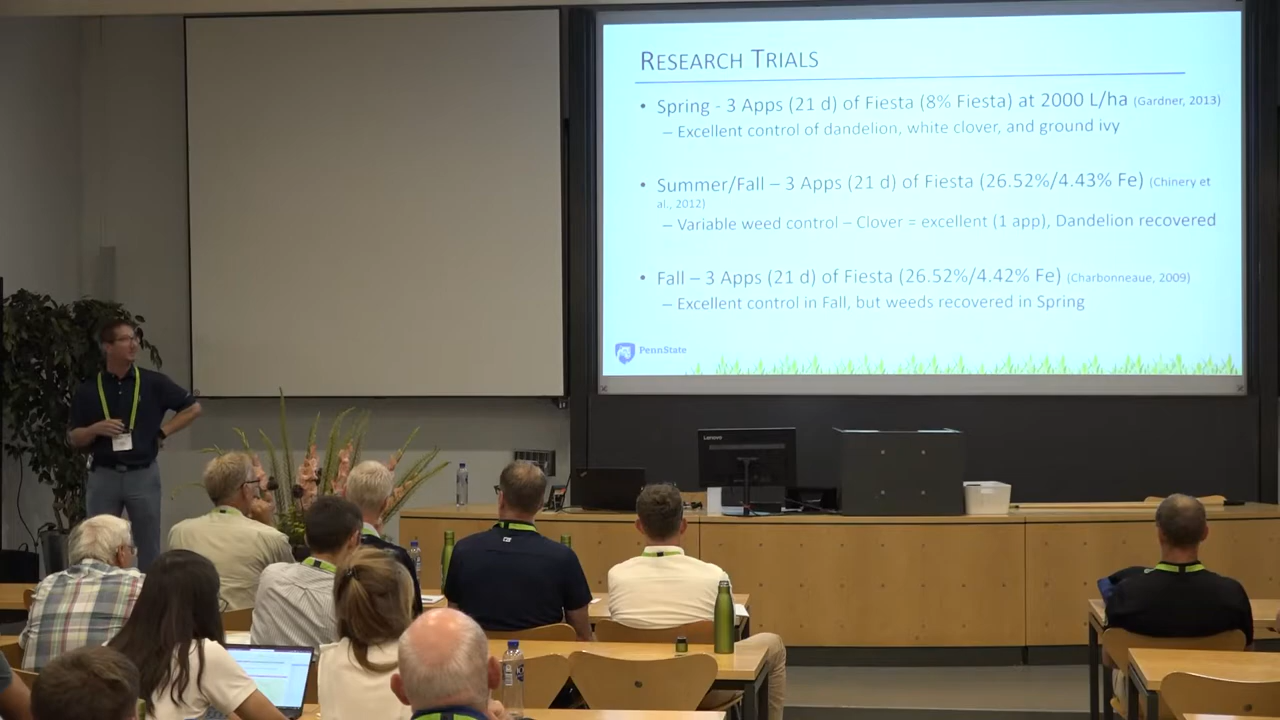 RESEARCH TRIALS
• Spring - 3 Apps (21 d) of Fiesta (8% Fiesta) at 2000 L/ha (Gardner, 2013)
– Excellent control of dandelion, white clover, and ground ivy
• Summer/Fall – 3 Apps (21 d) of Fiesta (26.52%/4.43% Fe) (Chinery et
al., 2012)
– Variable weed control – Clover = excellent (1 app), Dandelion recovered
• Fall – 3 Apps (21 d) of Fiesta (26.52%/4.42% Fe) (Charbonneaue, 2009)
– Excellent control in Fall, but weeds recovered in Spring
PennState
Lenovo